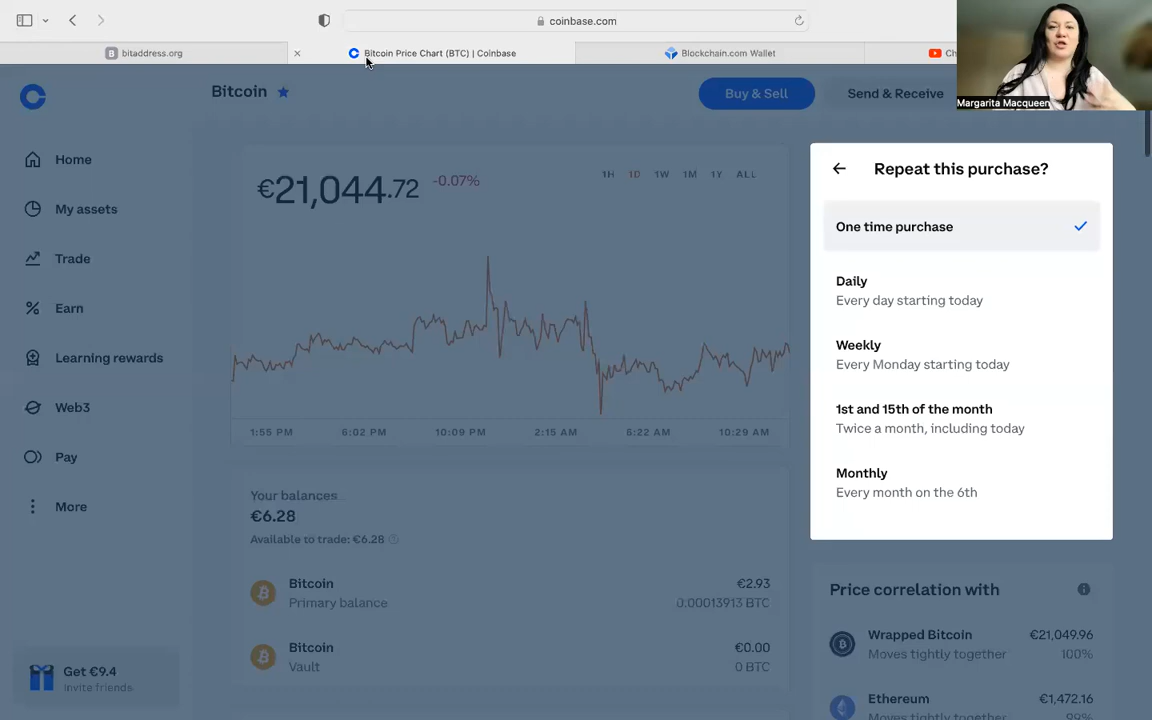 coinbase.com
bitaddress.org
Bitcoin Price Chart (BTC) | Coinbase
Blockchain.com Wallet
Ch
Margarita Macqueen
Bitcoin
Buy & Sell
Send & Receive
Home
My assets
Trade
Earn
Learning rewards
Web3
Pay
More
Get €9.4
Invite friends
€21,044.72 -0.07%
1H 1D 1W 1M 1Y ALL
1:55 PM 6:02 PM 10:09 PM 2:15 AM 6:22 AM 10:29 AM
Your balances
€6.28
Available to trade: €6.28
Bitcoin €2.93
Primary balance 0.00013913 BTC
Bitcoin €0.00
Vault 0 BTC
Repeat this purchase?
One time purchase
Daily
Every day starting today
Weekly
Every Monday starting today
1st and 15th of the month
Twice a month, including today
Monthly
Every month on the 6th
Price correlation with
Wrapped Bitcoin €21,049.96
Moves tightly together 100%
Ethereum €1,472.16
Moves tightly together 99%